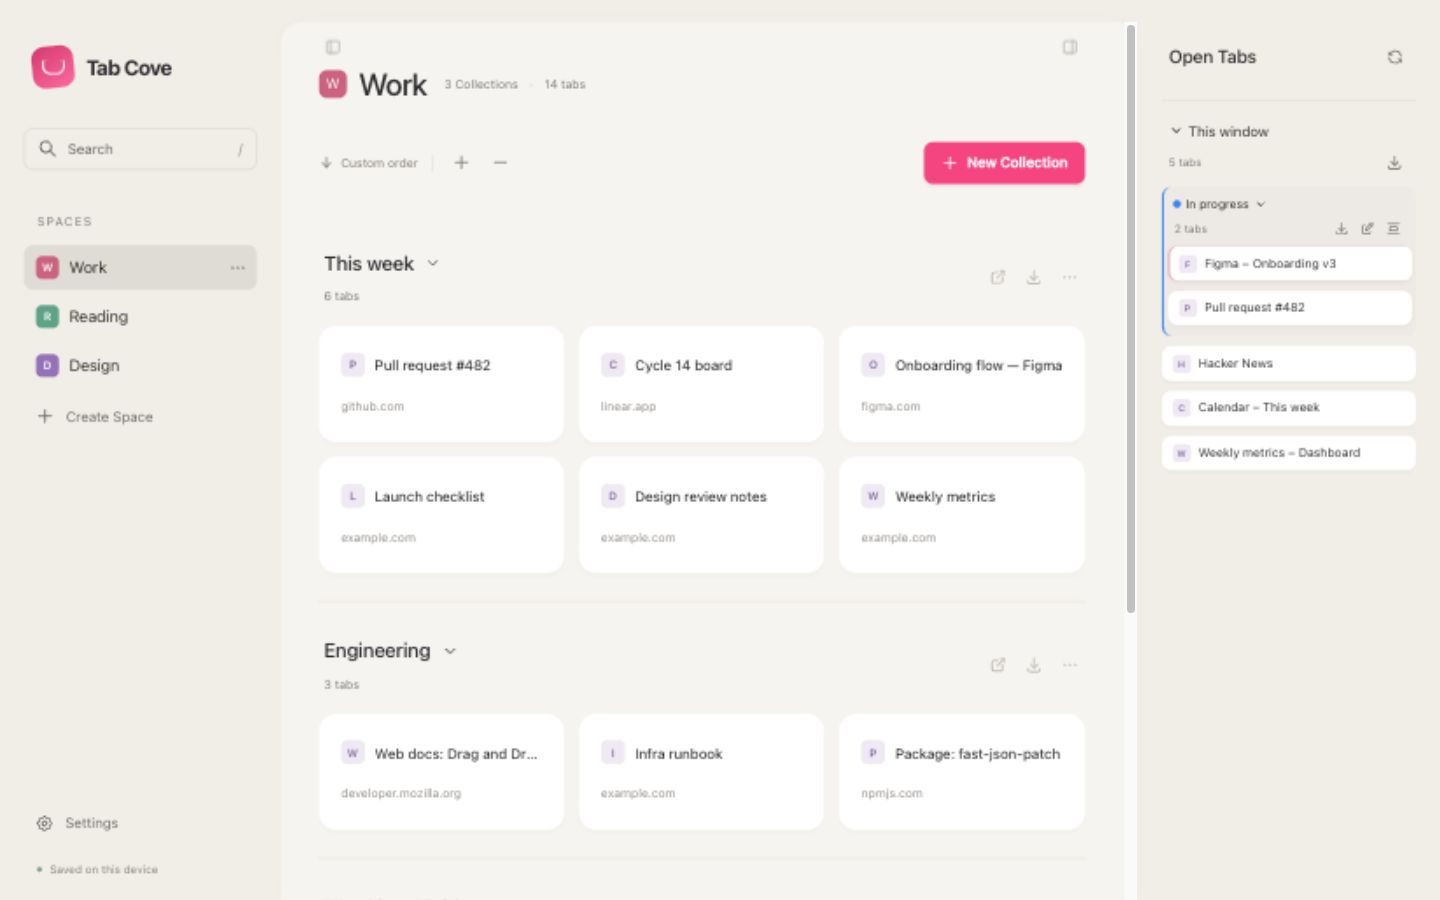 Tab Cove
Search /
SPACES
W Work
R Reading
D Design
Create Space
Settings
Saved on this device
W Work 3 Collections · 14 tabs
Custom order
New Collection
This week
6 tabs
P Pull request #482
github.com
C Cycle 14 board
linear.app
O Onboarding flow — Figma
figma.com
L Launch checklist
example.com
D Design review notes
example.com
W Weekly metrics
example.com
Engineering
3 tabs
W Web docs: Drag and Dr...
developer.mozilla.org
I Infra runbook
example.com
P Package: fast-json-patch
npmjs.com
Open Tabs
This window
5 tabs
In progress
2 tabs
F Figma – Onboarding v3
P Pull request #482
H Hacker News
C Calendar – This week
W Weekly metrics – Dashboard